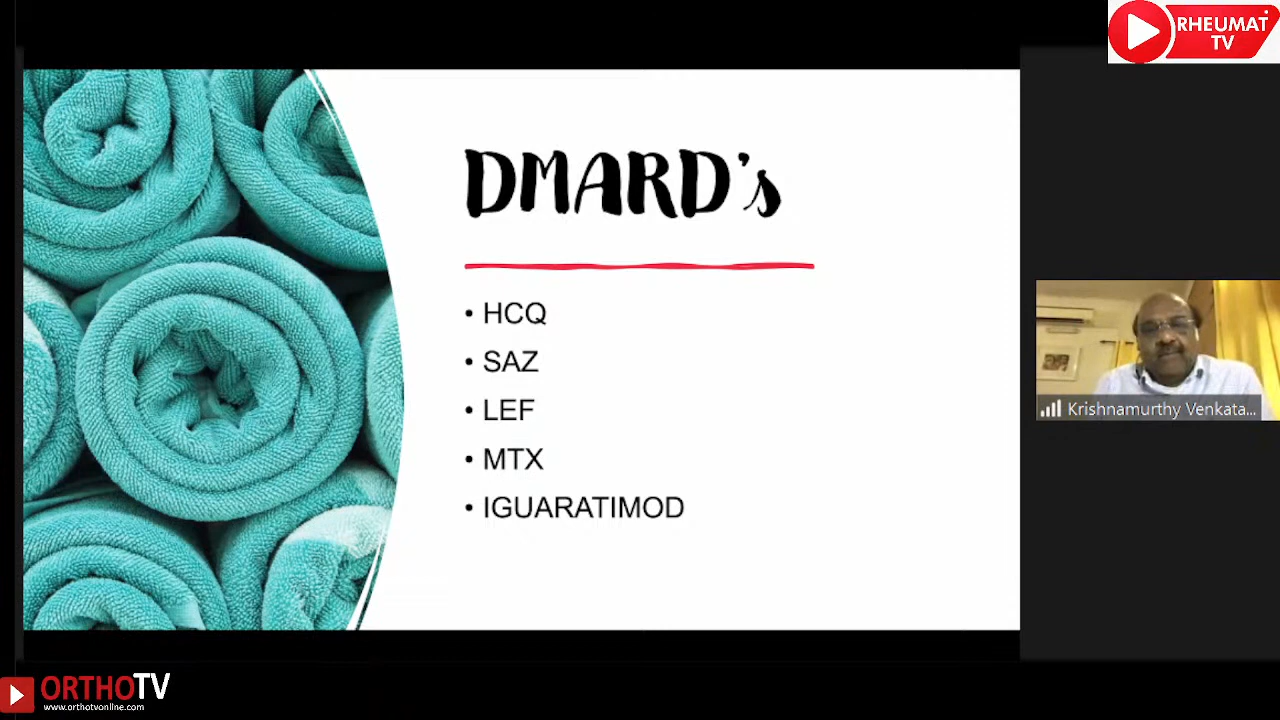 RHEUMAT
TV
DMARD's
• HCQ
• SAZ
• LEF
• MTX
• IGUARATIMOD
Krishnamurthy Venkata...
ORTHOTV
www.orthotvonline.com